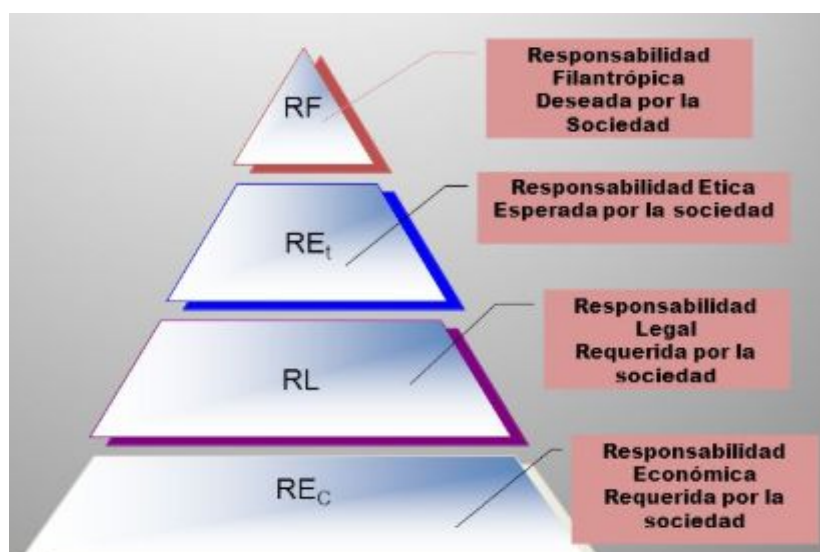 RF
Responsabilidad
Filantrópica
Deseada por la
Sociedad
REt
Responsabilidad Etica
Esperada por la sociedad
RL
Responsabilidad
Legal
Requerida por la
sociedad
REC
Responsabilidad
Económica
Requerida por la
sociedad